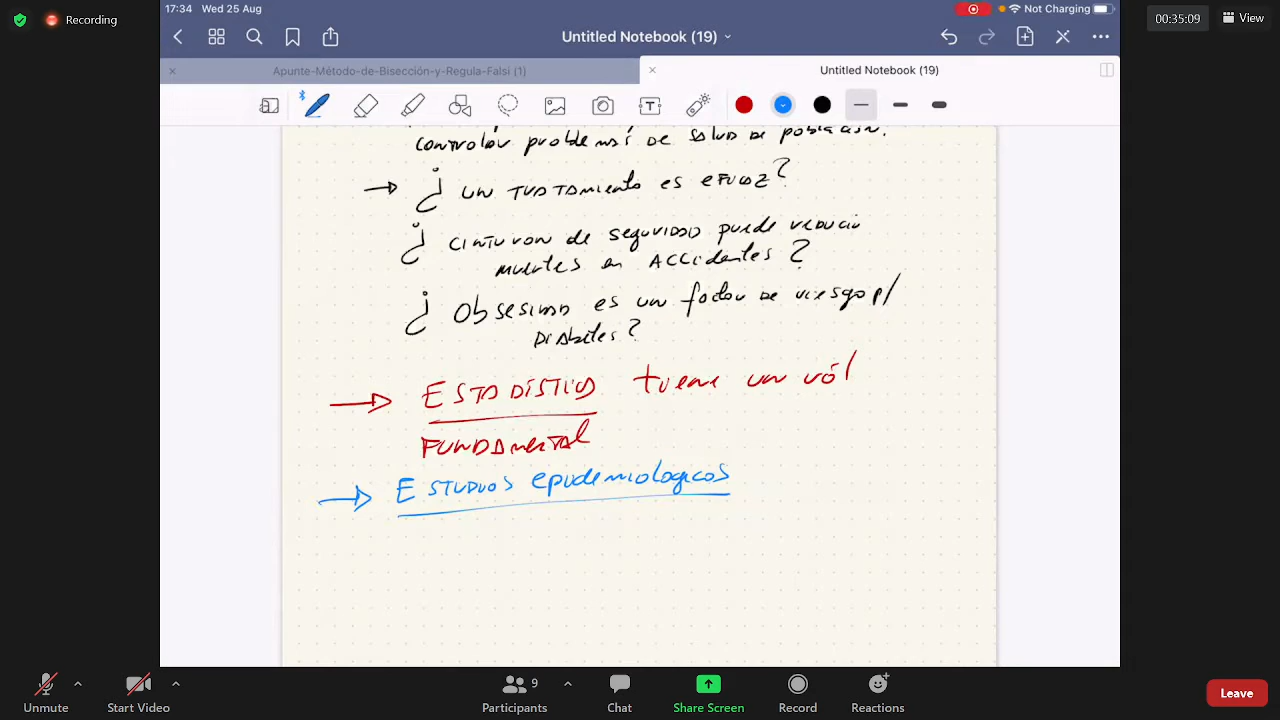 17:34 Wed 25 Aug
Recording
Not Charging
00:35:09
View
Untitled Notebook (19)
Apunte-Método-de-Bisección-y-Regula-Falsi (1)
Untitled Notebook (19)
controlar problemas de salud de población.
→ ¿ un tratamiento es eficaz?
¿ cinturon de seguridad puede reducir
muertes en ACCidentes?
¿ Obesidad es un factor de riesgo p/
Diabetes?
→ ESTADÍSTICA tiene un ról
FUNDAMENTAL
→ ESTUDIOS epidemiologicos
Unmute
Start Video
9
Participants
Chat
Share Screen
Record
Reactions
Leave